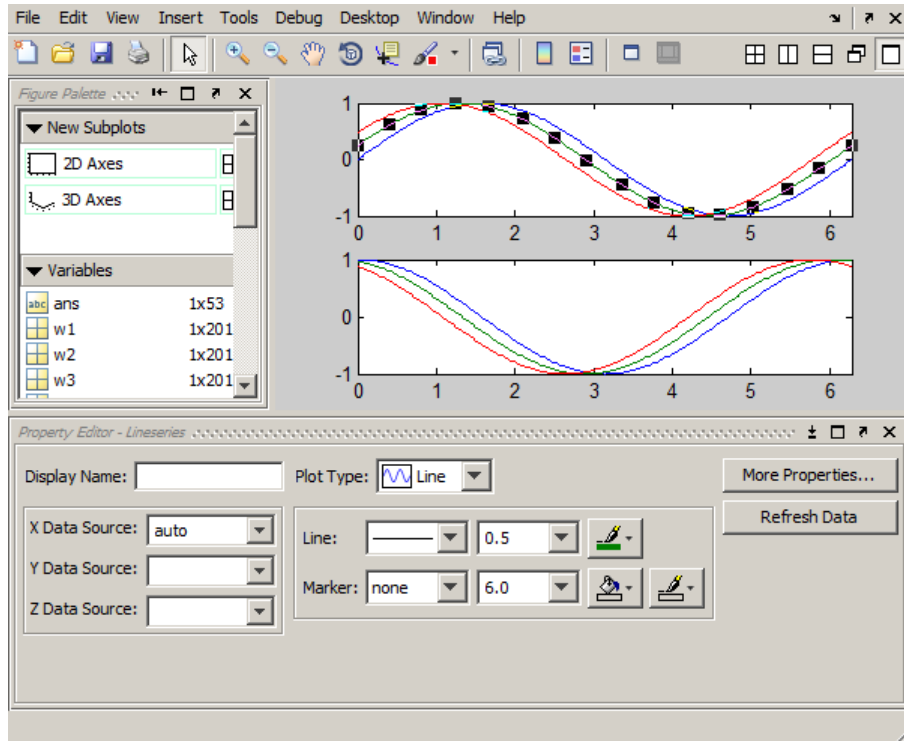 File Edit View Insert Tools Debug Desktop Window Help
Figure Palette
New Subplots
2D Axes
3D Axes
Variables
abc ans 1x53
w1 1x201
w2 1x201
w3 1x201
1
0
-1
0 1 2 3 4 5 6
1
0
-1
0 1 2 3 4 5 6
Property Editor - Lineseries
Display Name: Plot Type: Line More Properties...
X Data Source: auto Line: 0.5 Refresh Data
Y Data Source: Marker: none 6.0
Z Data Source: